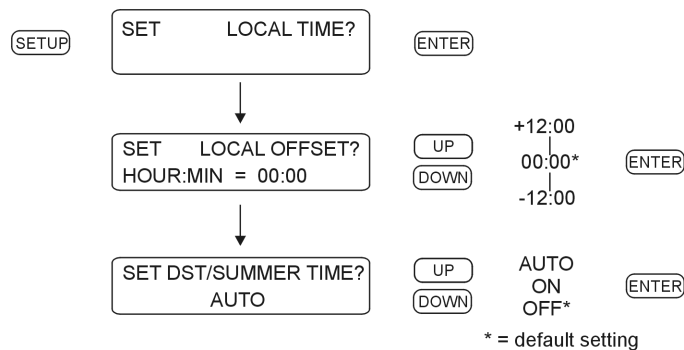 SETUP
SET LOCAL TIME?
ENTER
SET LOCAL OFFSET?
HOUR:MIN = 00:00
UP
DOWN
+12:00
00:00*
-12:00
ENTER
SET DST/SUMMER TIME?
AUTO
UP
DOWN
AUTO
ON
OFF*
ENTER
* = default setting